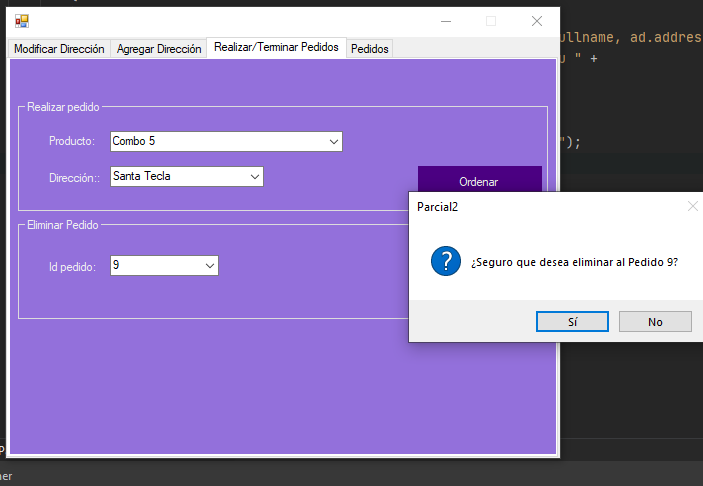 ullname, ad.addres
u " +
");
Modificar Dirección
Agregar Dirección
Realizar/Terminar Pedidos
Pedidos
Realizar pedido
Producto:
Combo 5
Dirección::
Santa Tecla
Ordenar
Eliminar Pedido
Id pedido:
9
Parcial2
¿Seguro que desea eliminar al Pedido 9?
Sí
No
p
ner